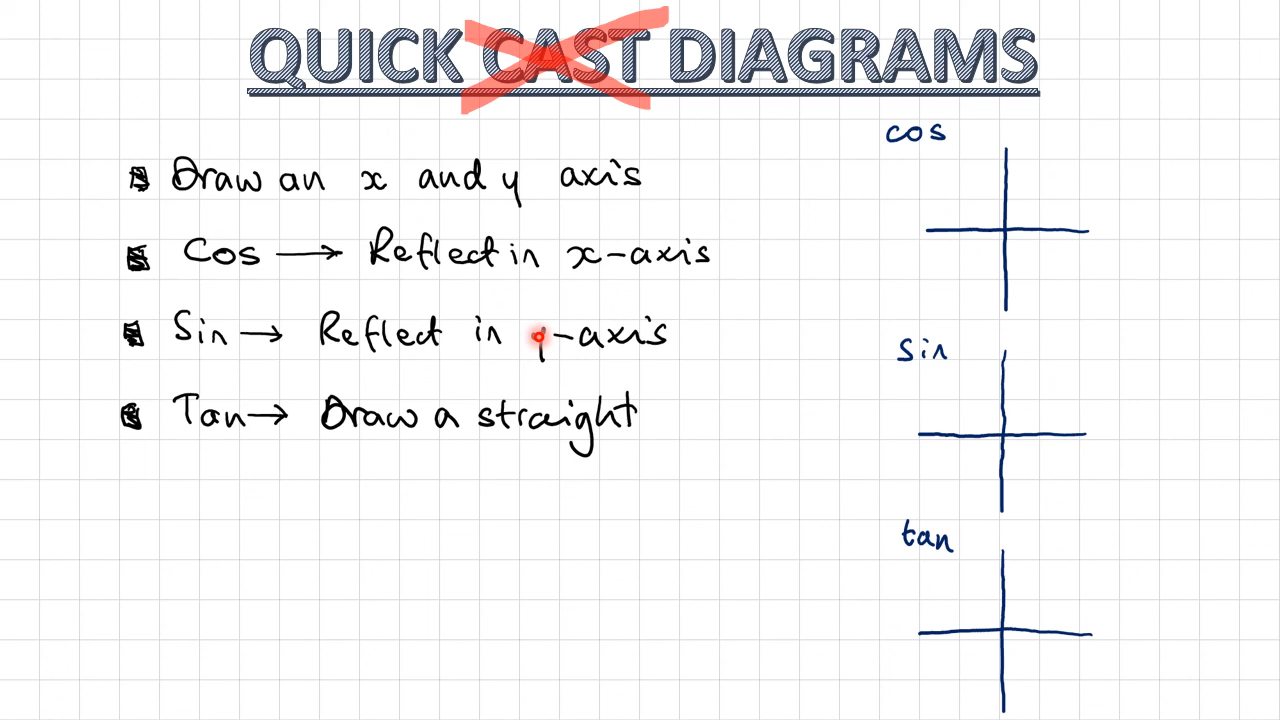 QUICK CAST DIAGRAMS
Draw an x and y axis
Cos → Reflect in x-axis
Sin → Reflect in y-axis
Tan → Draw a straight
cos
sin
tan